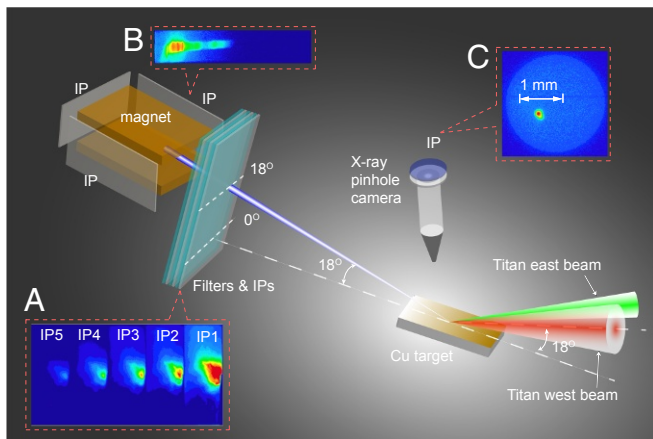 B
C
1 mm
IP
IP
IP
IP
magnet
X-ray
pinhole
camera
18°
0°
18°
Filters & IPs
Titan east beam
A
IP5 IP4 IP3 IP2 IP1
Cu target
18°
Titan west beam